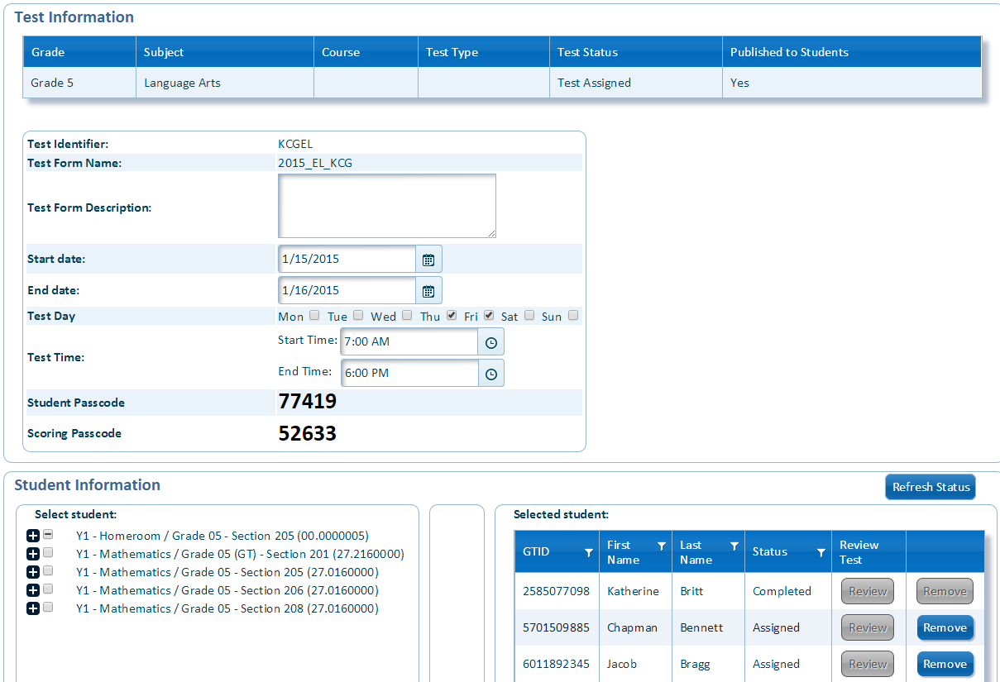 Test Information
Grade Subject Course Test Type Test Status Published to Students
Grade 5 Language Arts Test Assigned Yes
Test Identifier: KCGEL
Test Form Name: 2015_EL_KCG
Test Form Description:
Start date: 1/15/2015
End date: 1/16/2015
Test Day Mon Tue Wed Thu Fri Sat Sun
Test Time: Start Time: 7:00 AM
End Time: 6:00 PM
Student Passcode 77419
Scoring Passcode 52633
Student Information
Refresh Status
Select student:
Y1 - Homeroom / Grade 05 - Section 205 (00.0000005)
Y1 - Mathematics / Grade 05 (GT) - Section 201 (27.2160000)
Y1 - Mathematics / Grade 05 - Section 205 (27.0160000)
Y1 - Mathematics / Grade 05 - Section 206 (27.0160000)
Y1 - Mathematics / Grade 05 - Section 208 (27.0160000)
Selected student:
GTID First Name Last Name Status Review Test
2585077098 Katherine Britt Completed Review Remove
5701509885 Chapman Bennett Assigned Review Remove
6011892345 Jacob Bragg Assigned Review Remove